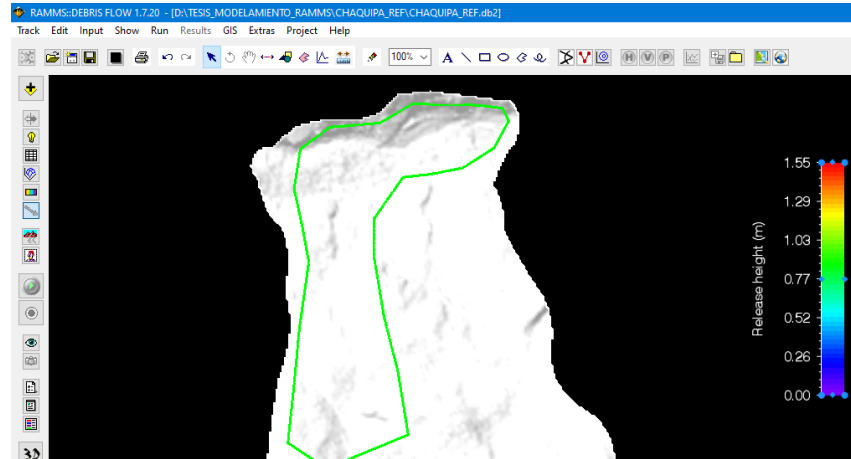 RAMMS::DEBRIS FLOW 1.7.20 - [D:\TESIS_MODELAMIENTO_RAMMS\CHAQUIPA_REF\CHAQUIPA_REF.db2]
Track Edit Input Show Run Results GIS Extras Project Help
100% A H V P
1.55
1.29
1.03
0.77
0.52
0.26
0.00
Release height (m)